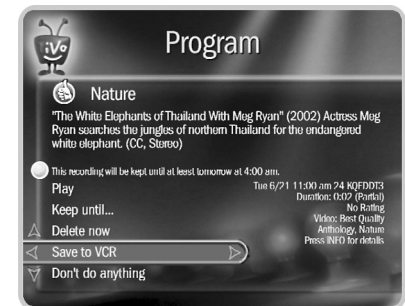 TiVo
Program
Nature
"The White Elephants of Thailand With Meg Ryan" (2002) Actress Meg
Ryan searches the jungles of northern Thailand for the endangered
white elephant. (CC, Stereo)
This recording will be kept until at least tomorrow at 4:00 am.
Play
Keep until...
Delete now
Save to VCR
Don't do anything
Tue 6/21 11:00 am 24 KQEDDT3
Duration: 0:02 (Partial)
No Rating
Video: Best Quality
Anthology, Nature
Press INFO for details